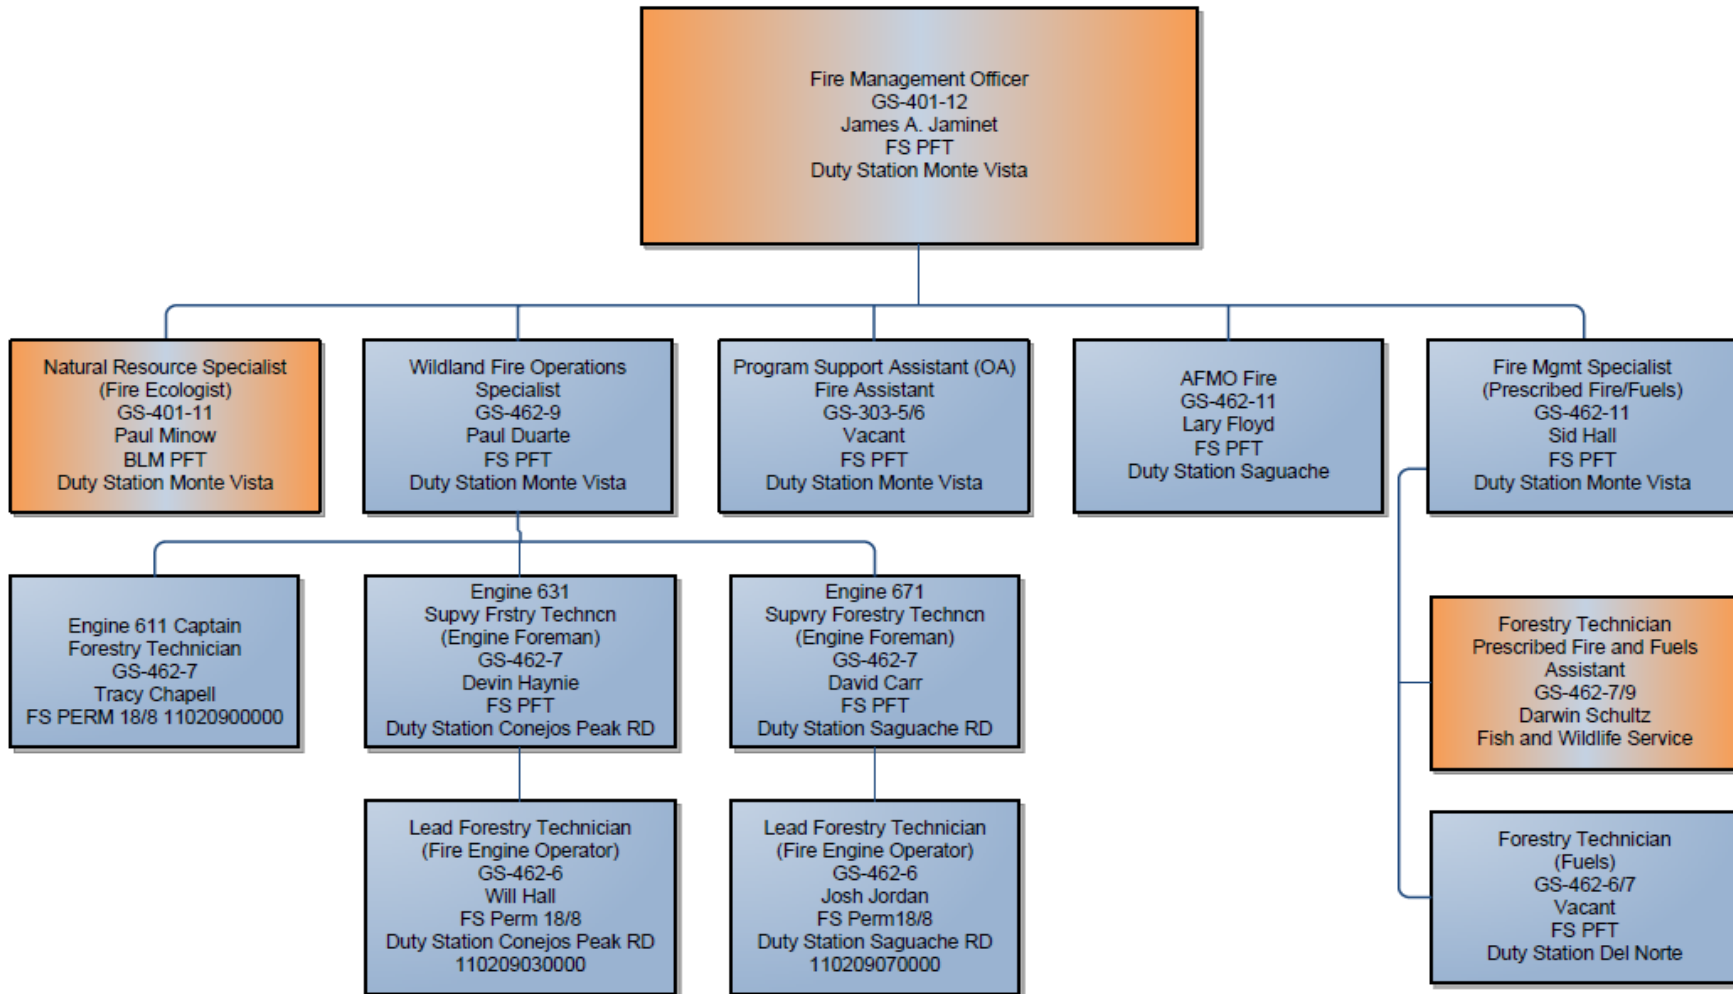 Fire Management Officer
GS-401-12
James A. Jaminet
FS PFT
Duty Station Monte Vista
Natural Resource Specialist
(Fire Ecologist)
GS-401-11
Paul Minow
BLM PFT
Duty Station Monte Vista
Wildland Fire Operations
Specialist
GS-462-9
Paul Duarte
FS PFT
Duty Station Monte Vista
Program Support Assistant (OA)
Fire Assistant
GS-303-5/6
Vacant
FS PFT
Duty Station Monte Vista
AFMO Fire
GS-462-11
Lary Floyd
FS PFT
Duty Station Saguache
Fire Mgmt Specialist
(Prescribed Fire/Fuels)
GS-462-11
Sid Hall
FS PFT
Duty Station Monte Vista
Engine 611 Captain
Forestry Technician
GS-462-7
Tracy Chapell
FS PERM 18/8 11020900000
Engine 631
Supvy Frstry Techncn
(Engine Foreman)
GS-462-7
Devin Haynie
FS PFT
Duty Station Conejos Peak RD
Engine 671
Supvry Forestry Techncn
(Engine Foreman)
GS-462-7
David Carr
FS PFT
Duty Station Saguache RD
Forestry Technician
Prescribed Fire and Fuels
Assistant
GS-462-7/9
Darwin Schultz
Fish and Wildlife Service
Lead Forestry Technician
(Fire Engine Operator)
GS-462-6
Will Hall
FS Perm 18/8
Duty Station Conejos Peak RD
110209030000
Lead Forestry Technician
(Fire Engine Operator)
GS-462-6
Josh Jordan
FS Perm18/8
Duty Station Saguache RD
110209070000
Forestry Technician
(Fuels)
GS-462-6/7
Vacant
FS PFT
Duty Station Del Norte